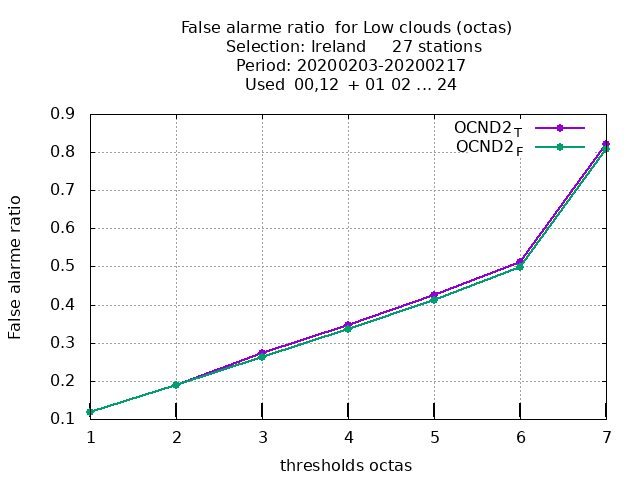 False alarme ratio  for Low clouds (octas)
Selection: Ireland     27 stations
Period: 20200203-20200217
Used  00,12  + 01 02 ... 24
OCND2_T
OCND2_F
0.9
0.8
0.7
0.6
0.5
0.4
0.3
0.2
0.1
False alarme ratio
1 2 3 4 5 6 7
thresholds octas